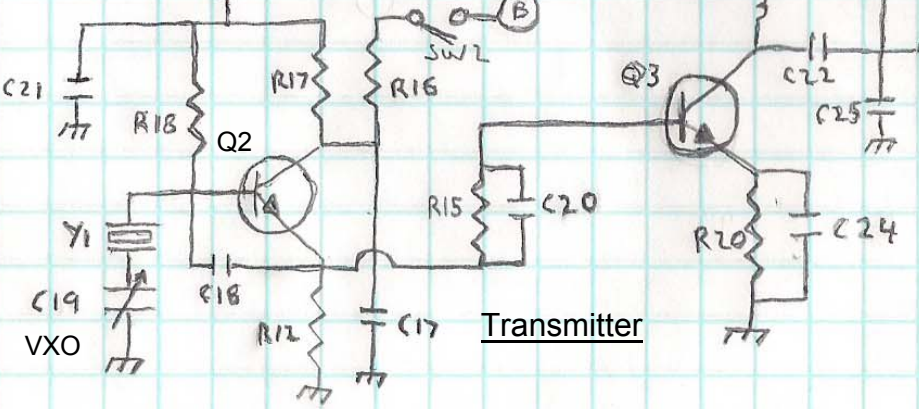 B
SW2
C21
R17
R16
Q3
C22
R18
Q2
C25
Y1
R15
C20
R20
C24
C19
C18
R12
C17
Transmitter
VXO